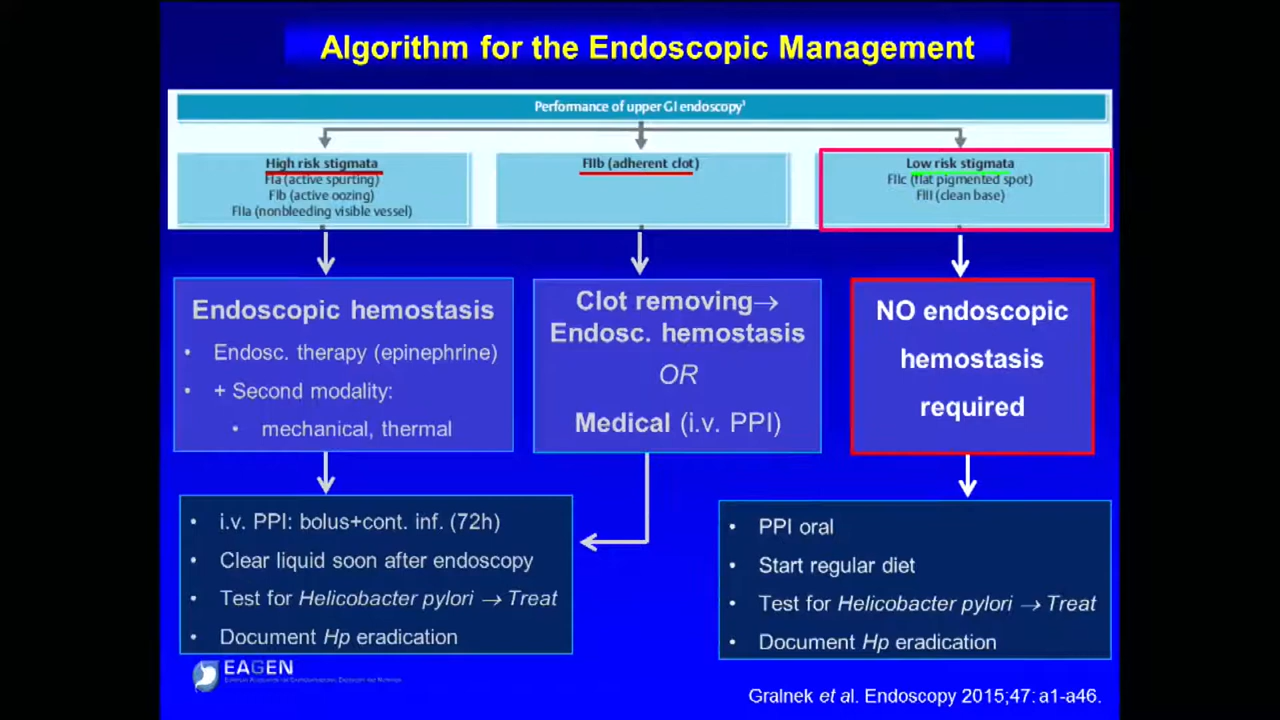 Algorithm for the Endoscopic Management
Performance of upper GI endoscopy¹
High risk stigmata
FIa (active spurting)
FIb (active oozing)
FIIa (nonbleeding visible vessel)
FIIb (adherent clot)
Low risk stigmata
FIIc (flat pigmented spot)
FIII (clean base)
Endoscopic hemostasis
• Endosc. therapy (epinephrine)
• + Second modality:
• mechanical, thermal
Clot removing→
Endosc. hemostasis
OR
Medical (i.v. PPI)
NO endoscopic
hemostasis
required
• i.v. PPI: bolus+cont. inf. (72h)
• Clear liquid soon after endoscopy
• Test for Helicobacter pylori → Treat
• Document Hp eradication
• PPI oral
• Start regular diet
• Test for Helicobacter pylori → Treat
• Document Hp eradication
EAGEN
Gralnek et al. Endoscopy 2015;47: a1-a46.